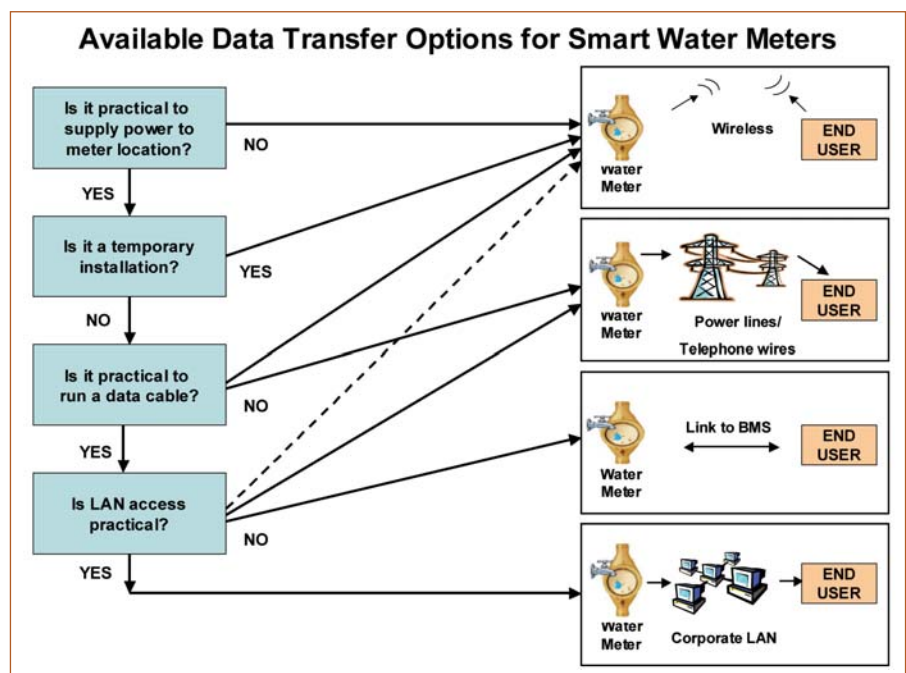 Available Data Transfer Options for Smart Water Meters
Is it practical to
supply power to
meter location?
NO
YES
Is it a temporary
installation?
YES
NO
Is it practical to
run a data cable?
NO
YES
Is LAN access
practical?
NO
YES
Wireless
Water
Meter
END
USER
Water
Meter
Power lines/
Telephone wires
END
USER
Water
Meter
Link to BMS
END
USER
Water
Meter
Corporate LAN
END
USER